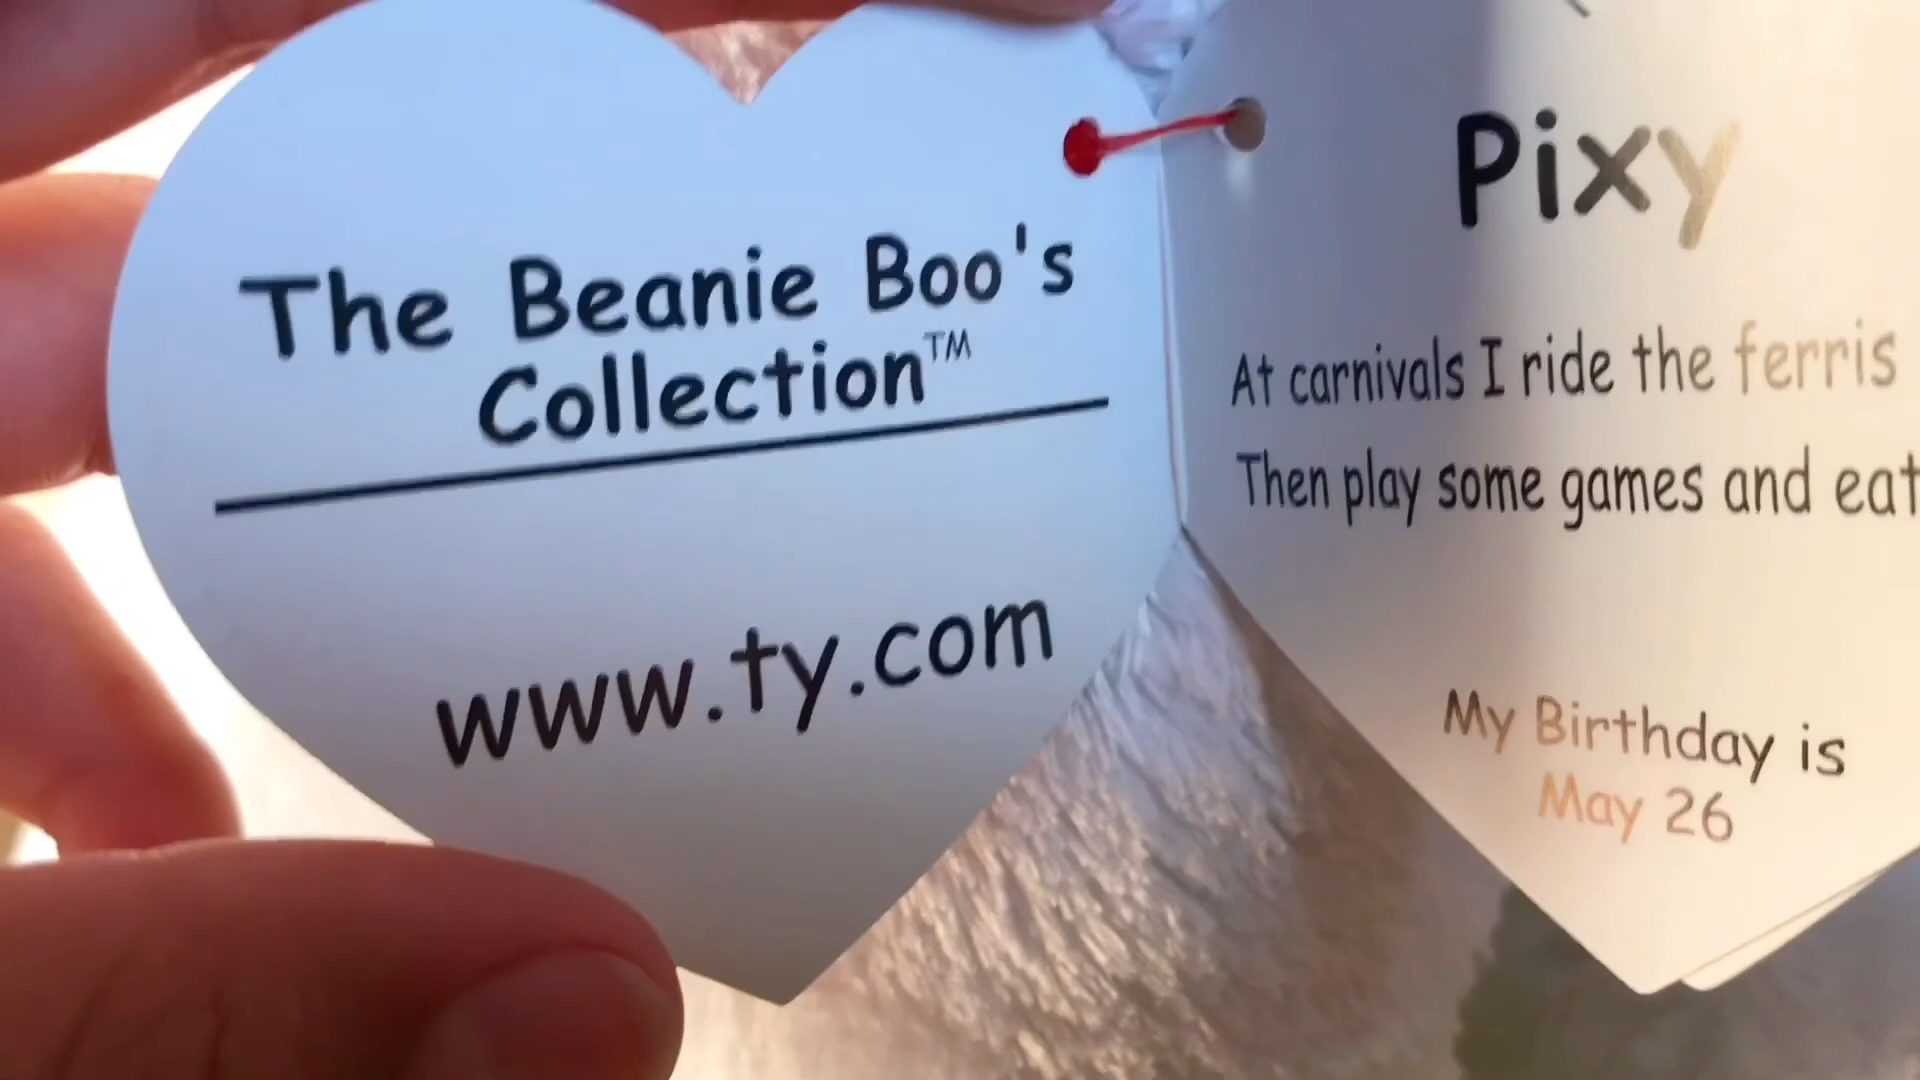 The Beanie Boo's
Collection™
www.ty.com
Pixy
At carnivals I ride the ferris
Then play some games and eat
My Birthday is
May 26